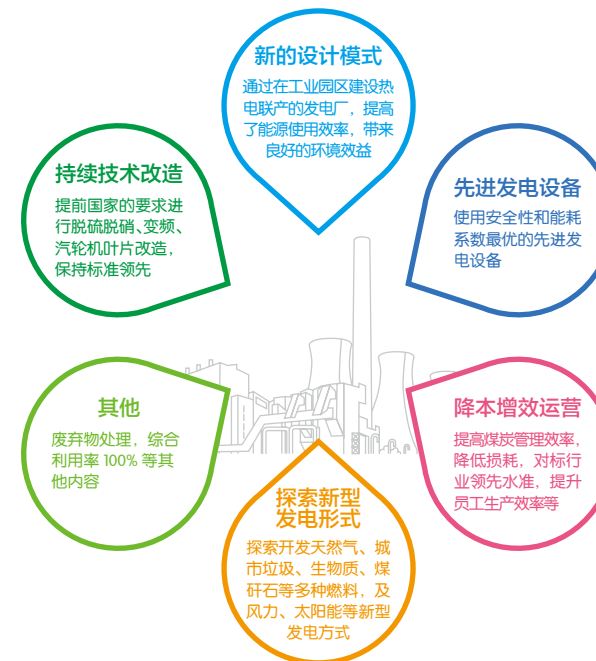 新的设计模式
通过在工业园区建设热
电联产的发电厂，提高
了能源使用效率，带来
良好的环境效益
持续技术改造
提前国家的要求进
行脱硫脱硝、变频、
汽轮机叶片改造，
保持标准领先
先进发电设备
使用安全性和能耗
系数最优的先进发
电设备
其他
废弃物处理，综合
利用率 100% 等其
他内容
降本增效运营
提高煤炭管理效率，
降低损耗，对标行
业领先水准，提升
员工生产效率等
探索新型
发电形式
探索开发天然气、城
市垃圾、生物质、煤
矸石等多种燃料，及
风力、太阳能等新型
发电方式